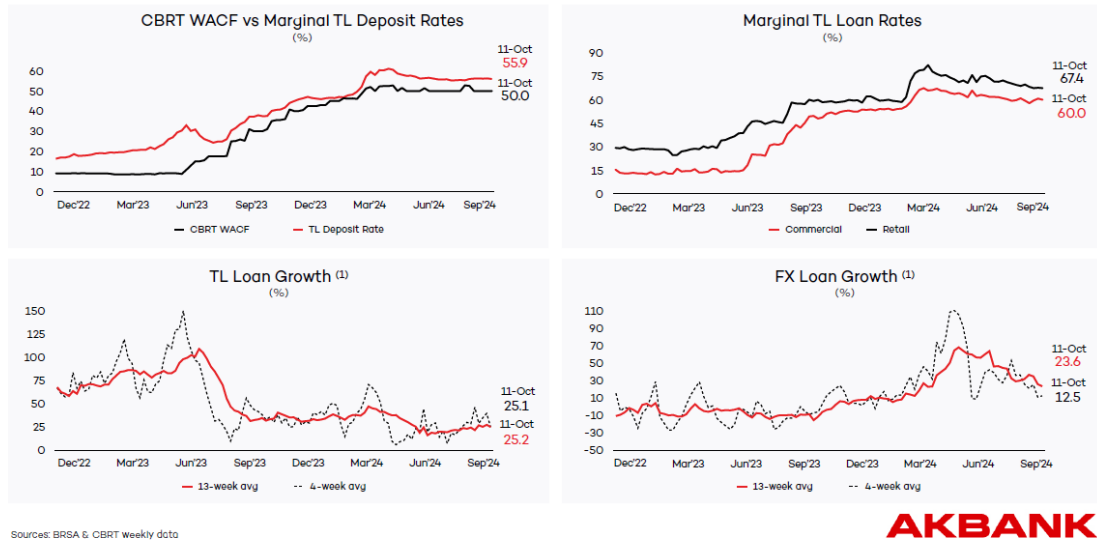 CBRT WACF vs Marginal TL Deposit Rates
(%)
11-Oct
55.9
11-Oct
50.0
60
50
40
30
20
10
0
Dec'22 Mar'23 Jun'23 Sep'23 Dec'23 Mar'24 Jun'24 Sep'24
CBRT WACF TL Deposit Rate
Marginal TL Loan Rates
(%)
11-Oct
67.4
11-Oct
60.0
90
75
60
45
30
15
0
Dec'22 Mar'23 Jun'23 Sep'23 Dec'23 Mar'24 Jun'24 Sep'24
Commercial Retail
TL Loan Growth (1)
(%)
150
125
100
75
50
25
0
11-Oct
25.1
11-Oct
25.2
Dec'22 Mar'23 Jun'23 Sep'23 Dec'23 Mar'24 Jun'24 Sep'24
13-week avg 4-week avg
FX Loan Growth (1)
(%)
110
90
70
50
30
10
-10
-30
-50
11-Oct
23.6
11-Oct
12.5
Dec'22 Mar'23 Jun'23 Sep'23 Dec'23 Mar'24 Jun'24 Sep'24
13-week avg 4-week avg
Sources: BRSA & CBRT weekly data
AKBANK